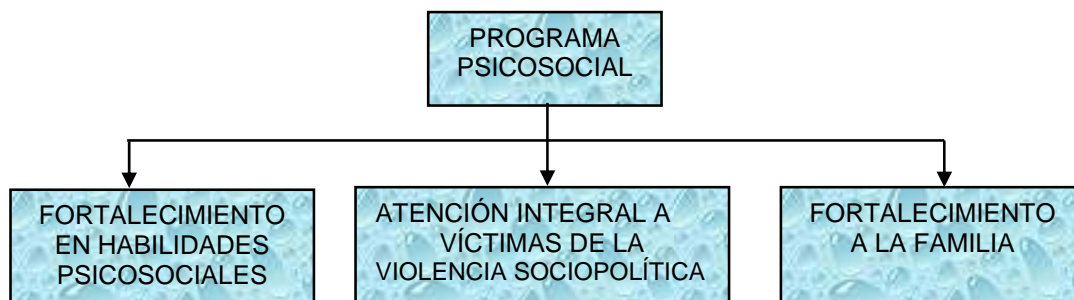 PROGRAMA
PSICOSOCIAL
FORTALECIMIENTO
EN HABILIDADES
PSICOSOCIALES
ATENCIÓN INTEGRAL A
VÍCTIMAS DE LA
VIOLENCIA SOCIOPOLÍTICA
FORTALECIMIENTO
A LA FAMILIA